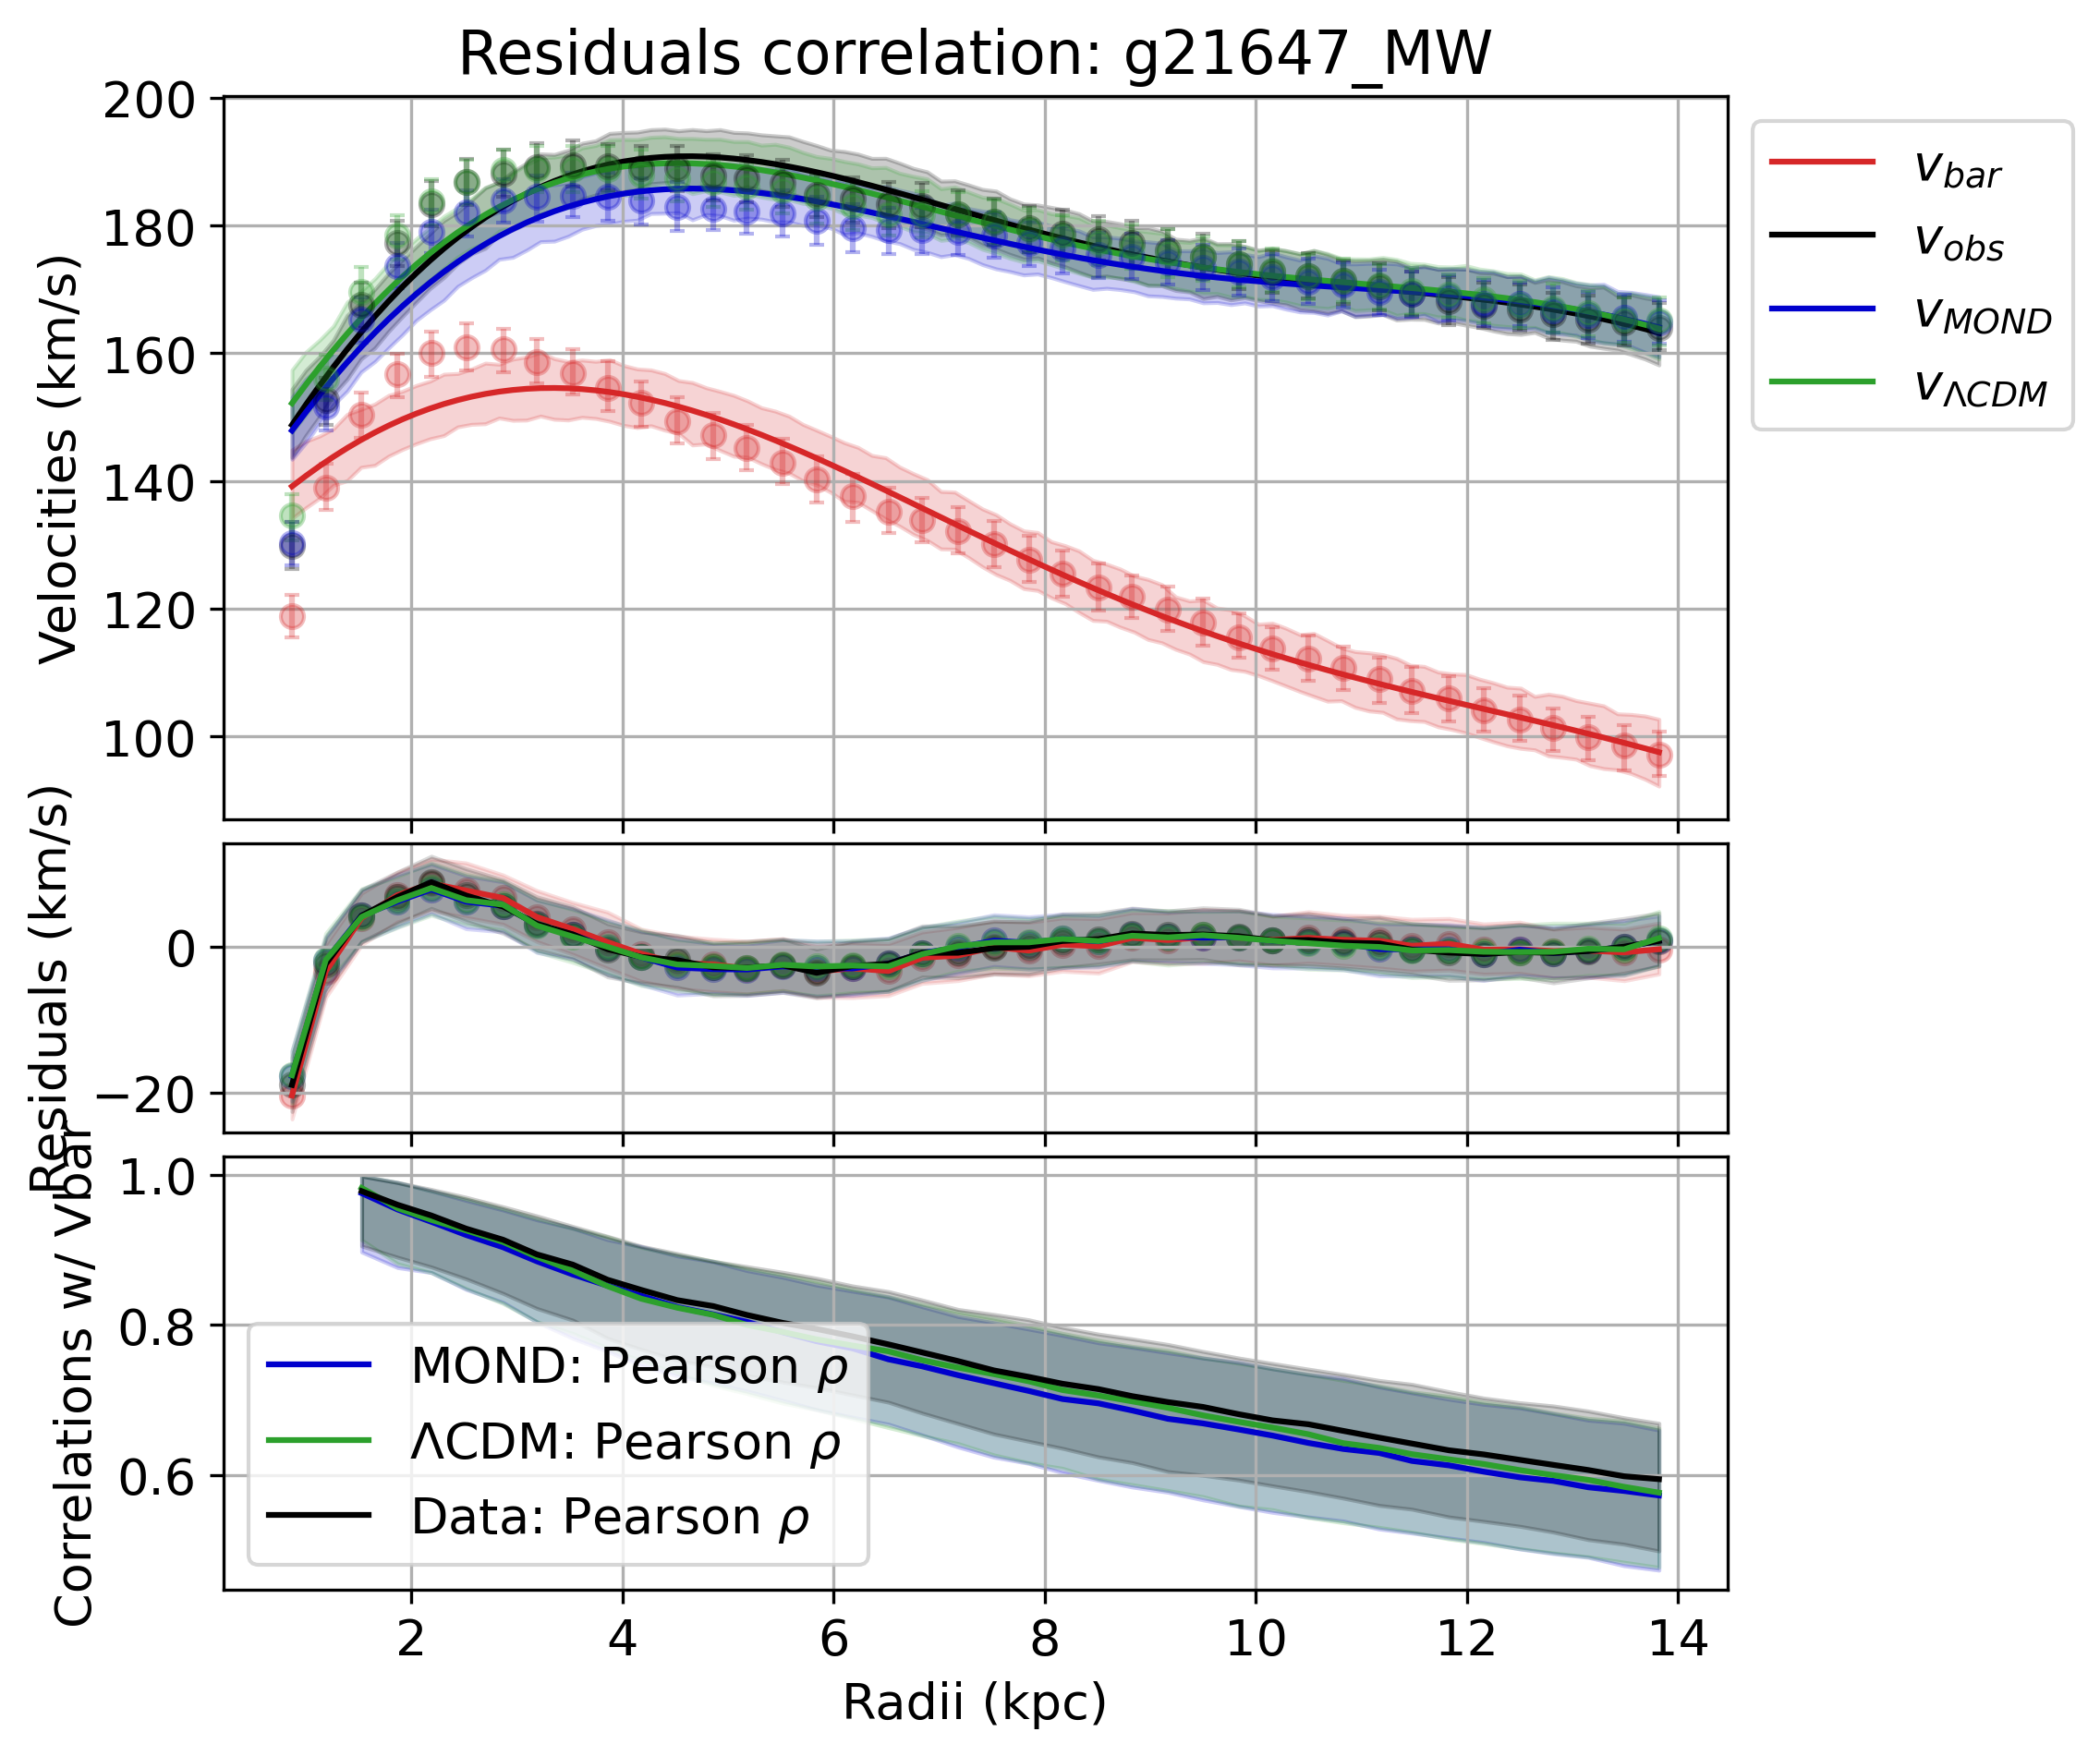 Residuals correlation: g21647_MW
Velocities (km/s)
200
180
160
140
120
100
v_bar
v_obs
v_MOND
v_ΛCDM
Residuals (km/s)
0
−20
Correlations w/ Vbar
1.0
0.8
0.6
MOND: Pearson ρ
ΛCDM: Pearson ρ
Data: Pearson ρ
2 4 6 8 10 12 14
Radii (kpc)